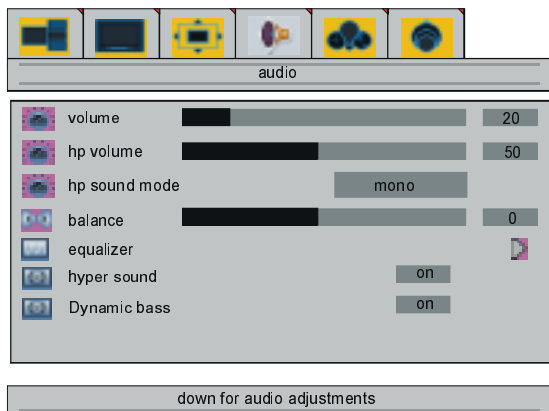 audio
volume 20
hp volume 50
hp sound mode mono
balance 0
equalizer
hyper sound on
Dynamic bass on
down for audio adjustments